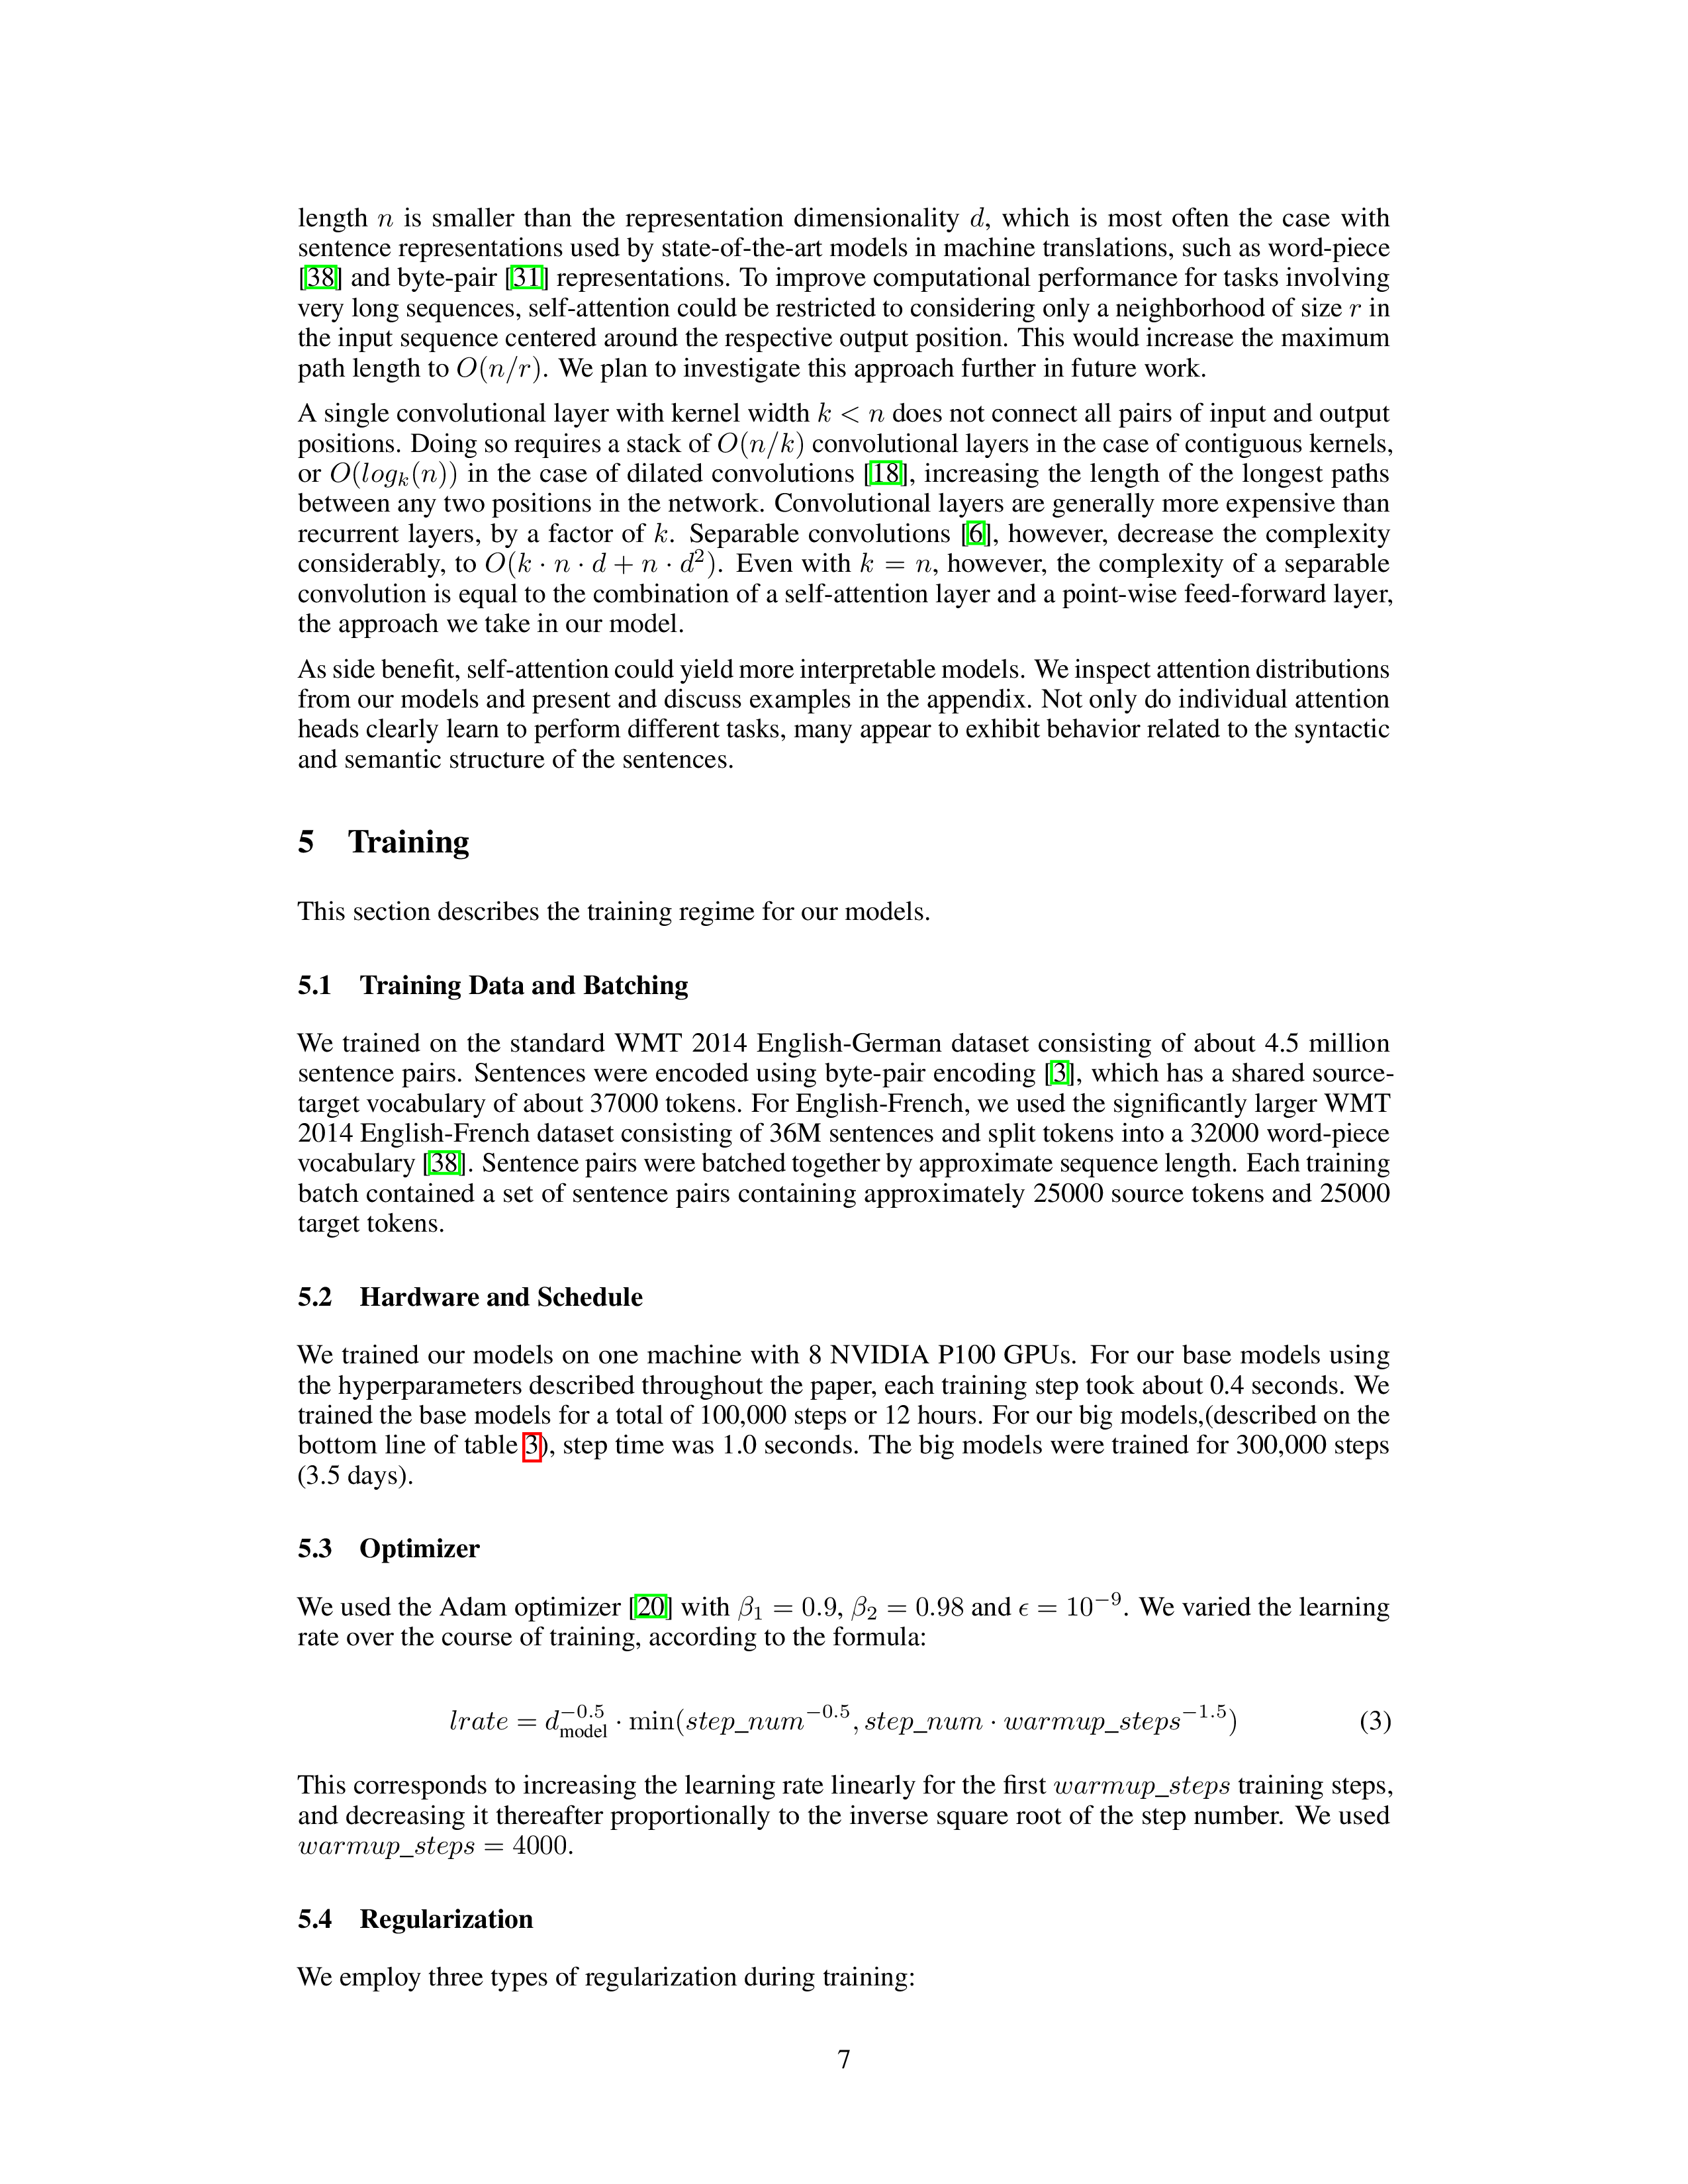 length n is smaller than the representation dimensionality d, which is most often the case with
sentence representations used by state-of-the-art models in machine translations, such as word-piece
[38] and byte-pair [31] representations. To improve computational performance for tasks involving
very long sequences, self-attention could be restricted to considering only a neighborhood of size r in
the input sequence centered around the respective output position. This would increase the maximum
path length to O(n/r). We plan to investigate this approach further in future work.
A single convolutional layer with kernel width k < n does not connect all pairs of input and output
positions. Doing so requires a stack of O(n/k) convolutional layers in the case of contiguous kernels,
or O(logₖ(n)) in the case of dilated convolutions [18], increasing the length of the longest paths
between any two positions in the network. Convolutional layers are generally more expensive than
recurrent layers, by a factor of k. Separable convolutions [6], however, decrease the complexity
considerably, to O(k · n · d + n · d²). Even with k = n, however, the complexity of a separable
convolution is equal to the combination of a self-attention layer and a point-wise feed-forward layer,
the approach we take in our model.
As side benefit, self-attention could yield more interpretable models. We inspect attention distributions
from our models and present and discuss examples in the appendix. Not only do individual attention
heads clearly learn to perform different tasks, many appear to exhibit behavior related to the syntactic
and semantic structure of the sentences.
5 Training
This section describes the training regime for our models.
5.1 Training Data and Batching
We trained on the standard WMT 2014 English-German dataset consisting of about 4.5 million
sentence pairs. Sentences were encoded using byte-pair encoding [3], which has a shared source-
target vocabulary of about 37000 tokens. For English-French, we used the significantly larger WMT
2014 English-French dataset consisting of 36M sentences and split tokens into a 32000 word-piece
vocabulary [38]. Sentence pairs were batched together by approximate sequence length. Each training
batch contained a set of sentence pairs containing approximately 25000 source tokens and 25000
target tokens.
5.2 Hardware and Schedule
We trained our models on one machine with 8 NVIDIA P100 GPUs. For our base models using
the hyperparameters described throughout the paper, each training step took about 0.4 seconds. We
trained the base models for a total of 100,000 steps or 12 hours. For our big models,(described on the
bottom line of table 3), step time was 1.0 seconds. The big models were trained for 300,000 steps
(3.5 days).
5.3 Optimizer
We used the Adam optimizer [20] with β₁ = 0.9, β₂ = 0.98 and ϵ = 10⁻⁹. We varied the learning
rate over the course of training, according to the formula:
lrate = d_model^−0.5 · min(step_num^−0.5, step_num · warmup_steps^−1.5) (3)
This corresponds to increasing the learning rate linearly for the first warmup_steps training steps,
and decreasing it thereafter proportionally to the inverse square root of the step number. We used
warmup_steps = 4000.
5.4 Regularization
We employ three types of regularization during training:
7